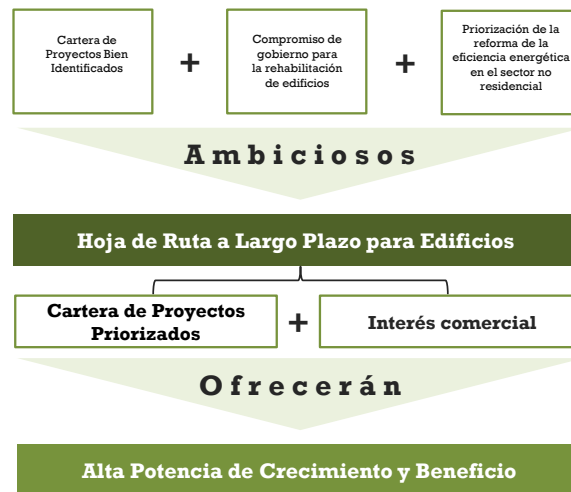 Cartera de
Proyectos Bien
Identificados
+
Compromiso de
gobierno para
la rehabilitación
de edificios
+
Priorización de la
reforma de la
eficiencia energética
en el sector no
residencial
Ambiciosos
Hoja de Ruta a Largo Plazo para Edificios
Cartera de Proyectos
Priorizados
+
Interés comercial
Ofrecerán
Alta Potencia de Crecimiento y Beneficio